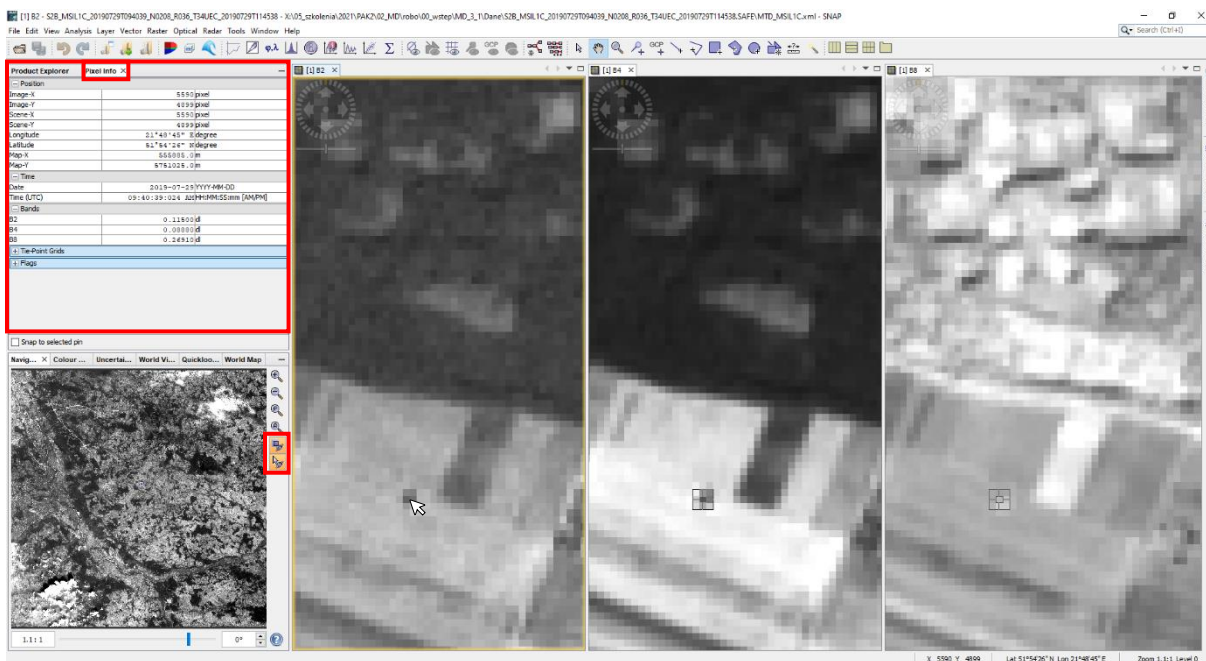 [1] B2 - S2B_MSIL1C_20190729T094039_N0208_R036_T34UEC_20190729T114538 - X:\05_szkolenia\2021\PAK2\02_MD\robo\00_wstep\MD_3_1\Dane\S2B_MSIL1C_20190729T094039_N0208_R036_T34UEC_20190729T114538.SAFE\MTD_MSIL1C.xml - SNAP
File Edit View Analysis Layer Vector Raster Optical Radar Tools Window Help
Search (Ctrl+I)
Product Explorer Pixel Info ×
Position
Image-X 5590 pixel
Image-Y 4899 pixel
Scene-X 5590 pixel
Scene-Y 4899 pixel
Longitude 21°48'45" E degree
Latitude 51°54'26" N degree
Map-X 555885.0 m
Map-Y 5751025.0 m
Time
Date 2019-07-29 YYYY-MM-DD
Time (UTC) 09:40:39:024 AM HH:MM:SS:mm [AM/PM]
Bands
B2 0.11500 dl
B4 0.08880 dl
B8 0.26910 dl
Tie-Point Grids
Flags
Snap to selected pin
Navig... × Colour ... Uncertai... World Vi... Quickloo... World Map
1.1:1 0°
[1] B2 ×
[1] B4 ×
[1] B8 ×
X 5590 Y 4899 Lat 51°54'26" N Lon 21°48'45" E Zoom 1.1:1 Level 0